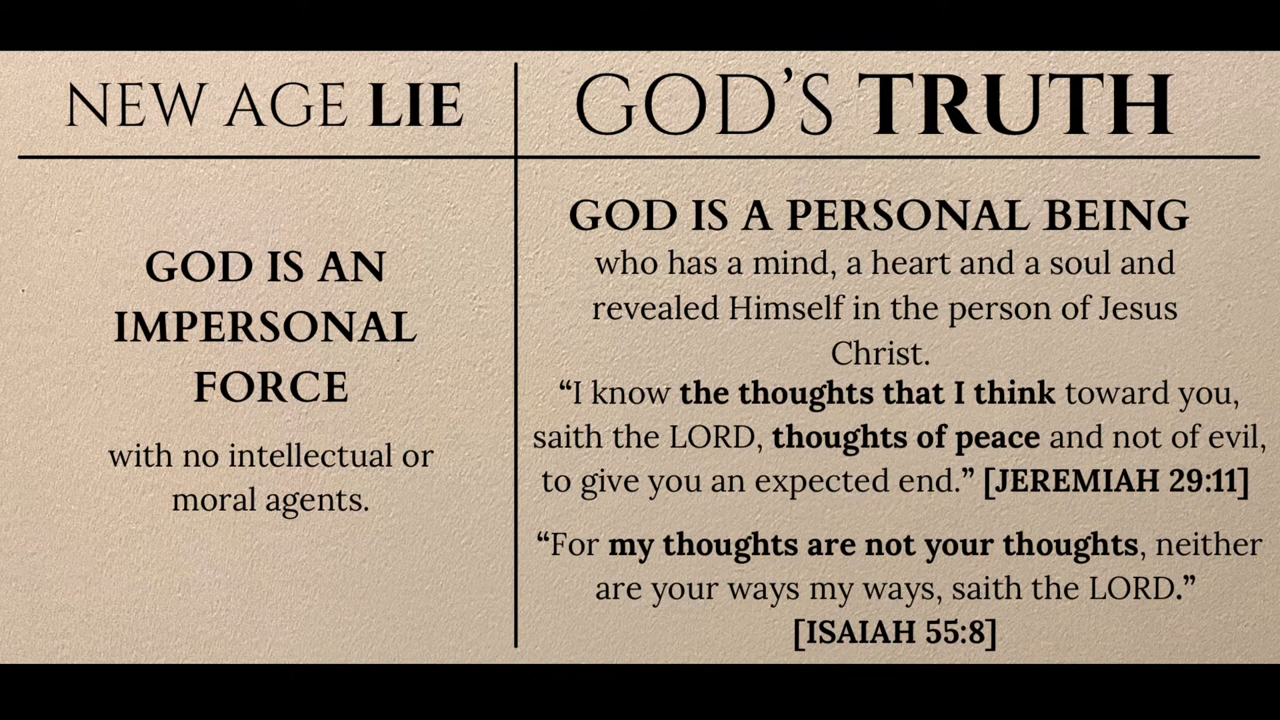 NEW AGE LIE
GOD IS AN
IMPERSONAL
FORCE
with no intellectual or
moral agents.
GOD'S TRUTH
GOD IS A PERSONAL BEING
who has a mind, a heart and a soul and
revealed Himself in the person of Jesus
Christ.
“I know the thoughts that I think toward you,
saith the LORD, thoughts of peace and not of evil,
to give you an expected end.” [JEREMIAH 29:11]
“For my thoughts are not your thoughts, neither
are your ways my ways, saith the LORD.”
[ISAIAH 55:8]